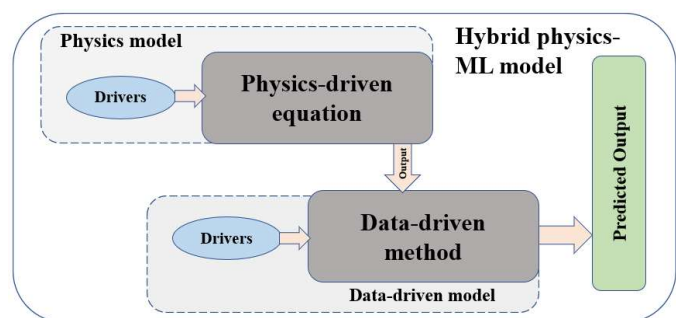 Physics model
Hybrid physics-
ML model
Drivers
Physics-driven
equation
Output
Drivers
Data-driven
method
Data-driven model
Predicted Output